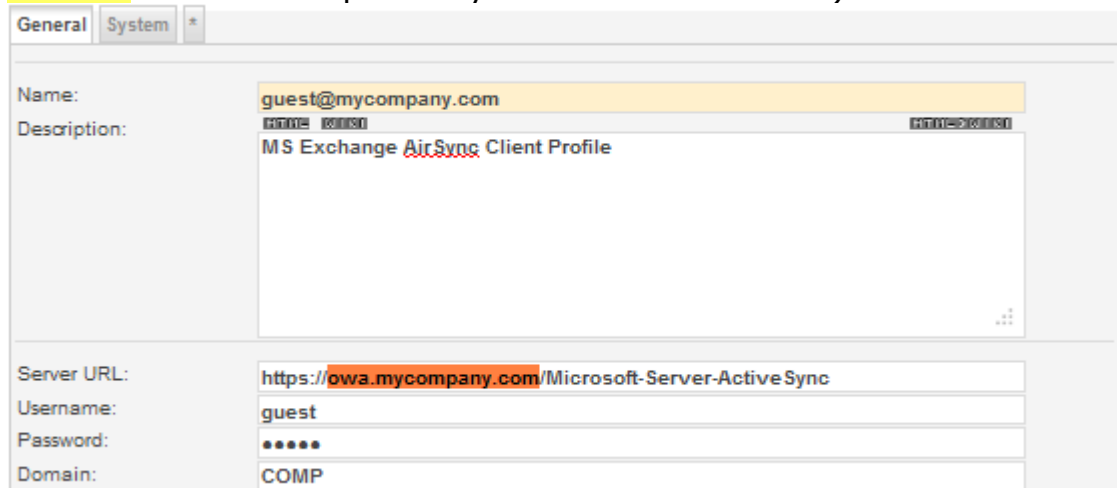 General System *
Name: guest@mycompany.com
Description: HTML WIKI HTML>WIKI
MS Exchange AirSync Client Profile
Server URL: https://owa.mycompany.com/Microsoft-Server-ActiveSync
Username: guest
Password: •••••
Domain: COMP